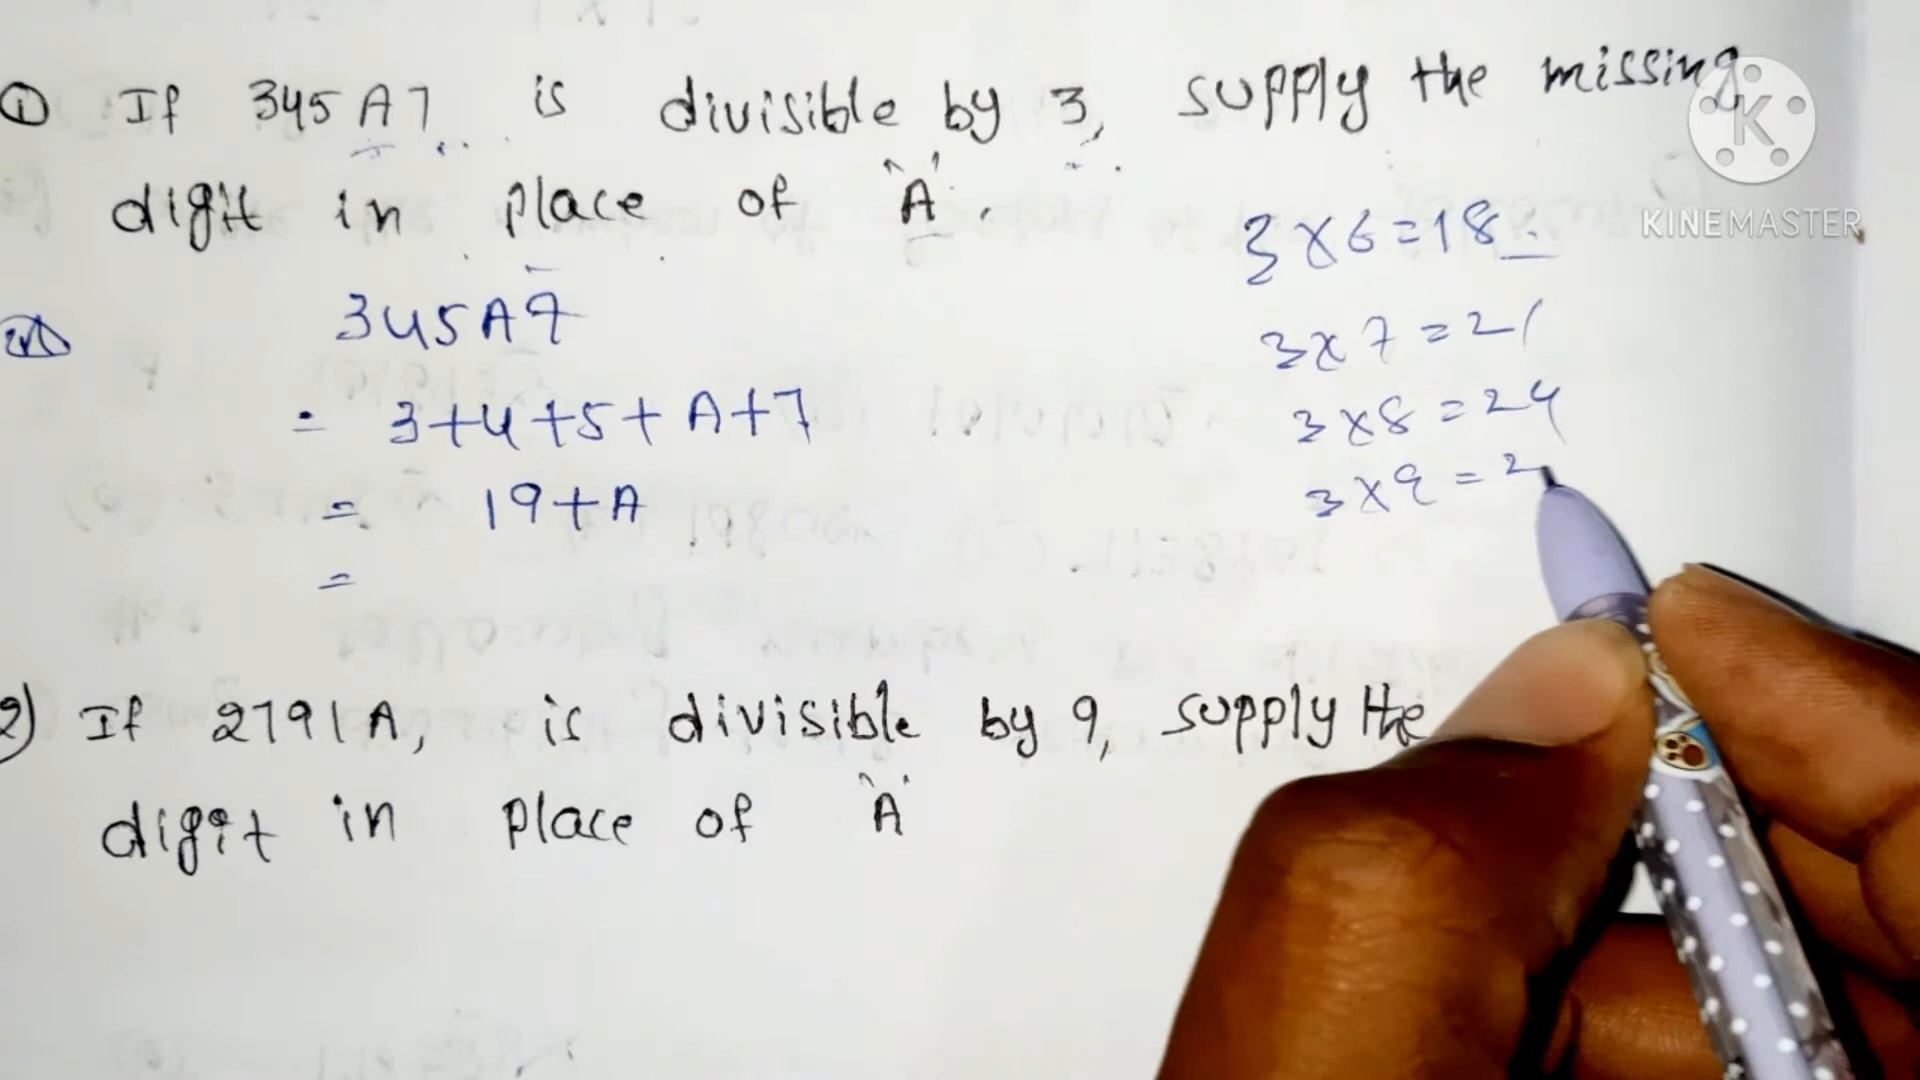 ① If 345A7 is divisible by 3, supply the missing
digit in place of "A'.
345A7
= 3+4+5+A+7
= 19+A
=
3×6=18
3×7=21
3×8=24
3×9=2
KINEMASTER
2) If 2791A, is divisible by 9, supply the
digit in place of "A'